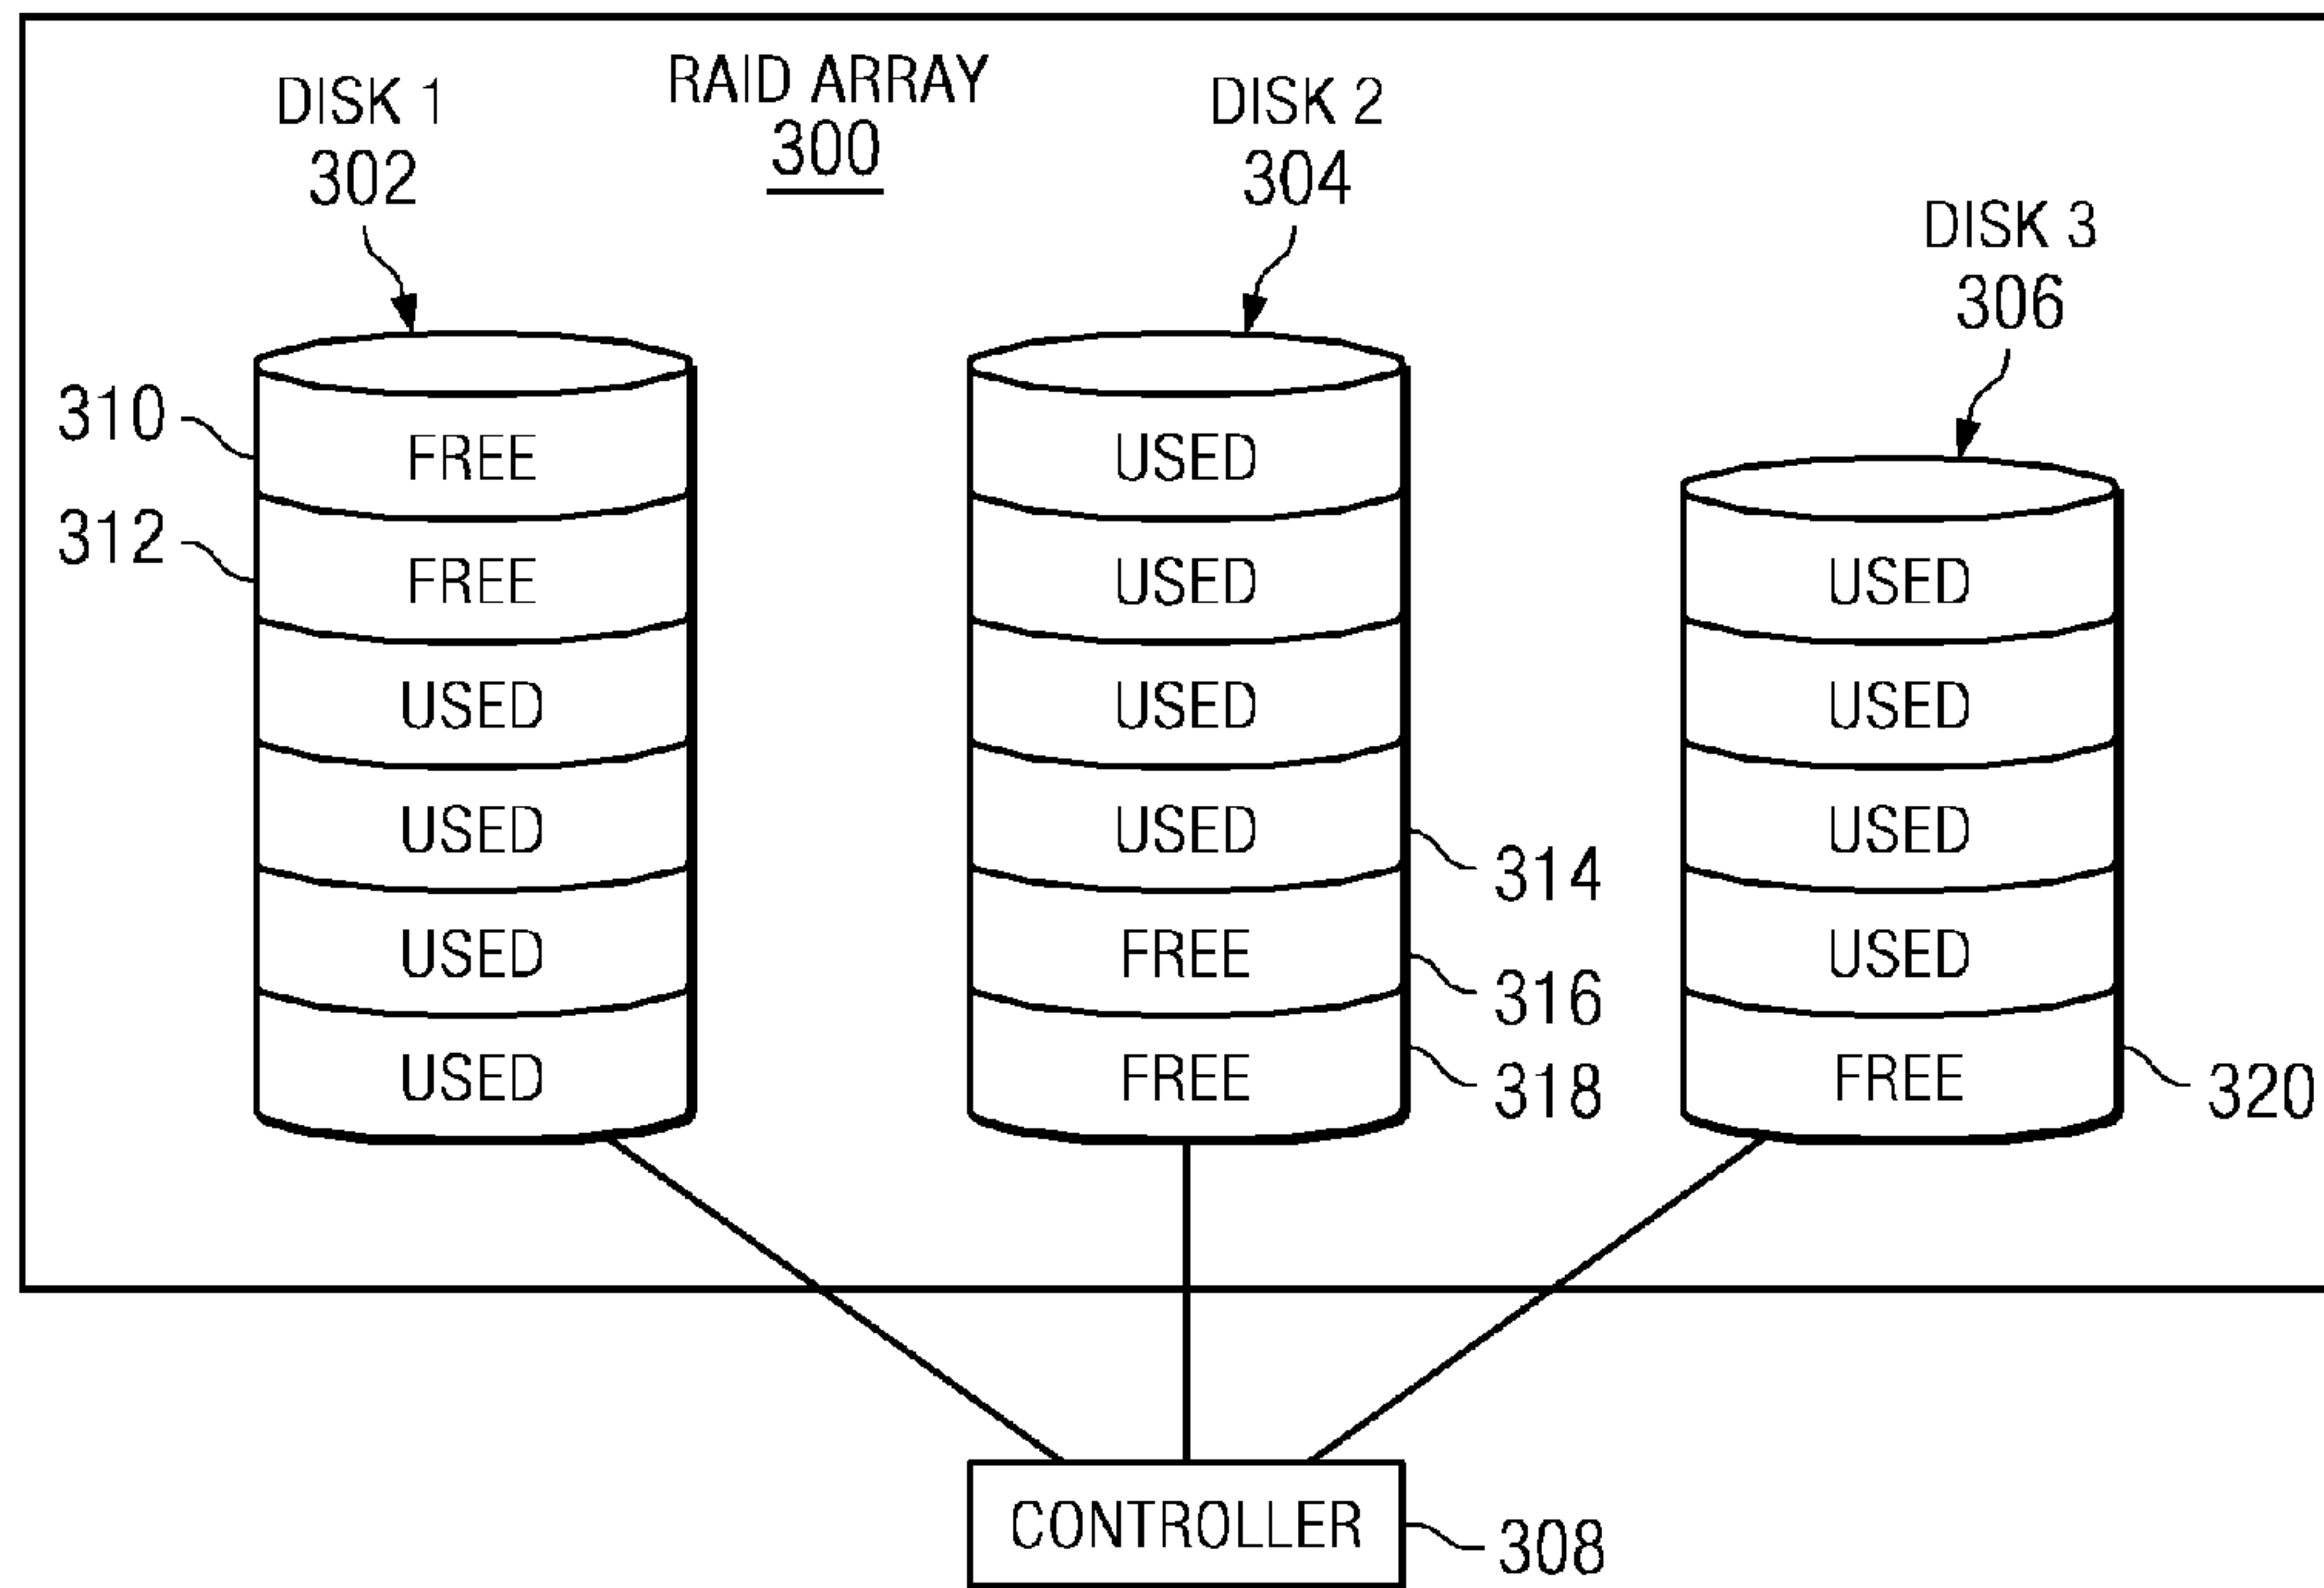 RAID ARRAY
300
DISK 1
302
DISK 2
304
DISK 3
306
310
FREE
312
FREE
USED
USED
USED
USED
USED
USED
USED
USED
314
FREE
316
FREE
318
USED
USED
USED
USED
FREE
320
CONTROLLER
308